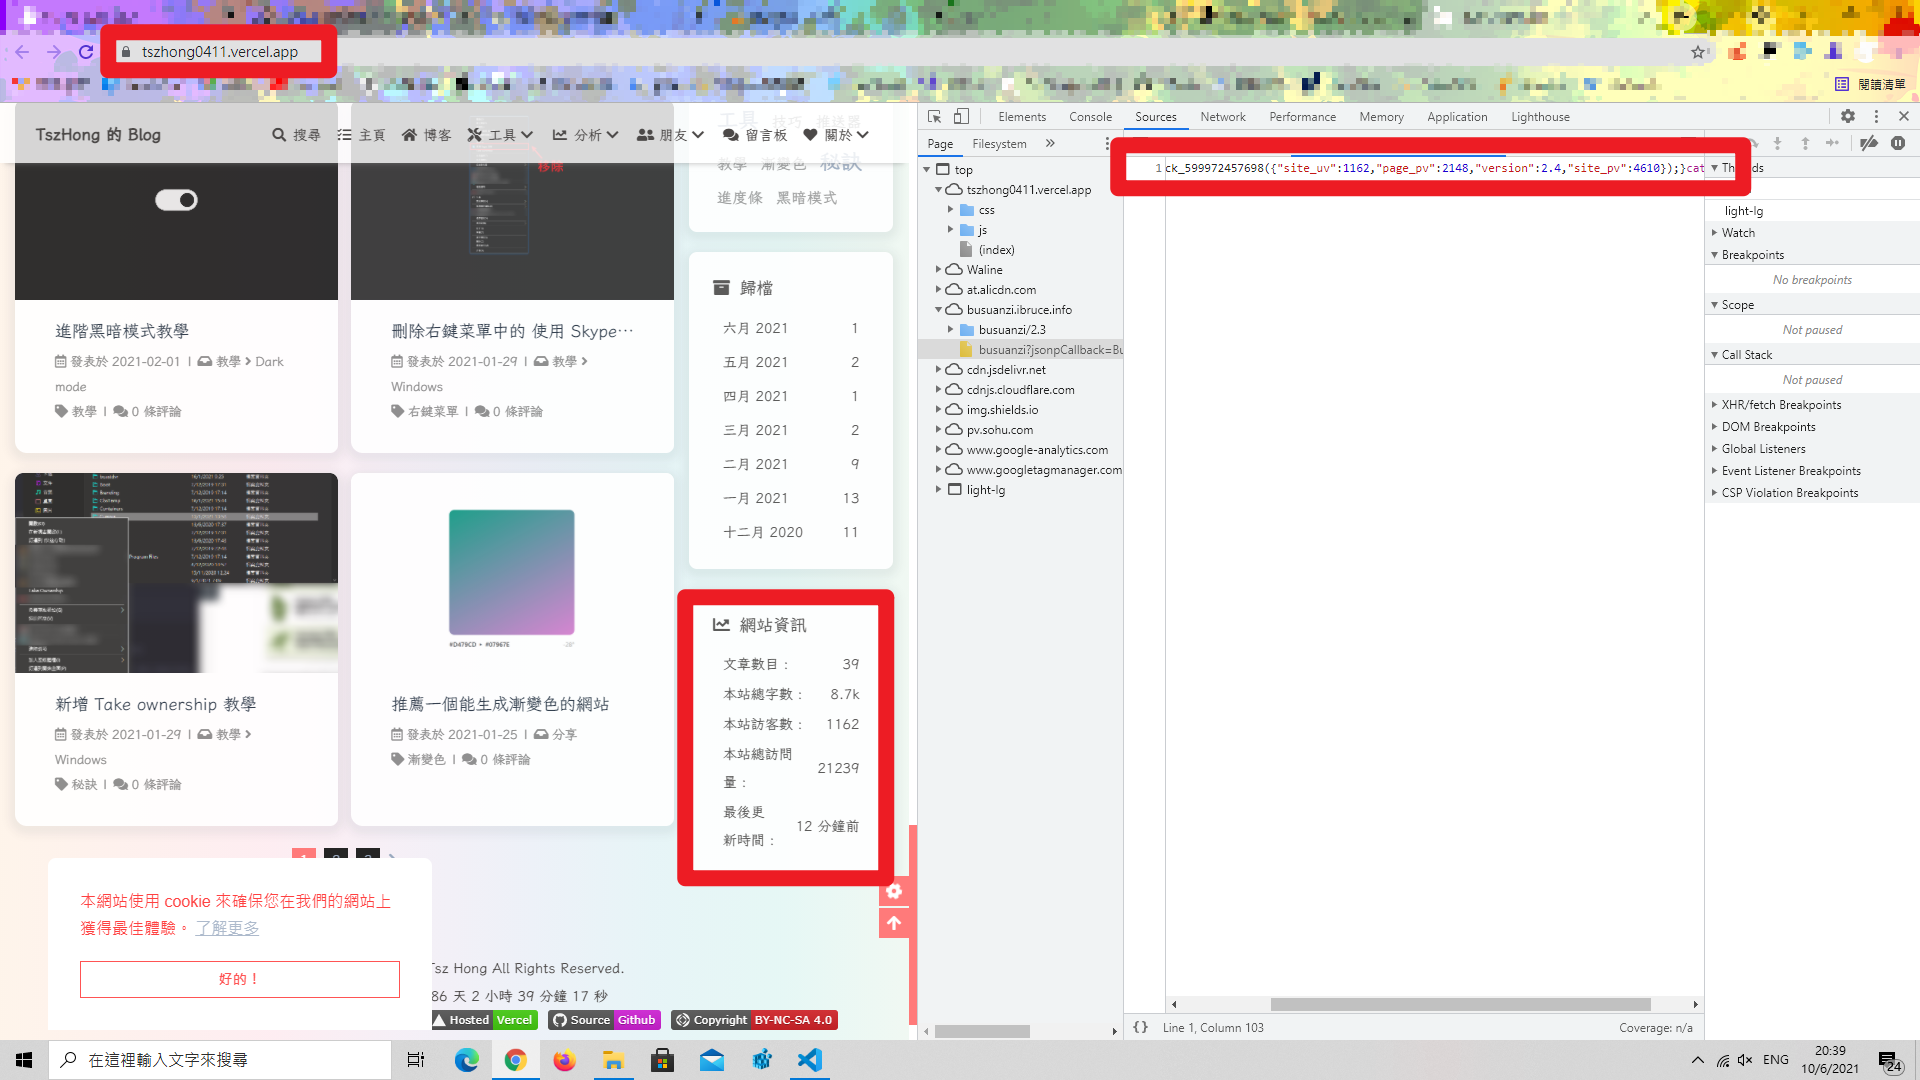 tszhong0411.vercel.app
閱讀清單
TszHong 的 Blog
搜尋
主頁
博客
工具
分析
朋友
留言板
關於
移除
工具 技巧 推送器
教學 漸變色 秘訣
進度條 黑暗模式
進階黑暗模式教學
發表於 2021-02-01 | 教學 > Dark
mode
教學 | 0 條評論
刪除右鍵菜單中的 使用 Skype…
發表於 2021-01-29 | 教學 >
Windows
右鍵菜單 | 0 條評論
歸檔
六月 2021 1
五月 2021 2
四月 2021 1
三月 2021 2
二月 2021 9
一月 2021 13
十二月 2020 11
新增 Take ownership 教學
發表於 2021-01-29 | 教學 >
Windows
秘訣 | 0 條評論
#D479CD • #07967E
推薦一個能生成漸變色的網站
發表於 2021-01-25 | 分享
漸變色 | 0 條評論
網站資訊
文章數目 : 39
本站總字數 : 8.7k
本站訪客數 : 1162
本站總訪問
量 : 21239
最後更
新時間 : 12 分鐘前
本網站使用 cookie 來確保您在我們的網站上
獲得最佳體驗。 了解更多
好的！
Tsz Hong All Rights Reserved.
86 天 2 小時 39 分鐘 17 秒
Hosted Vercel
Source Github
Copyright BY-NC-SA 4.0
Elements
Console
Sources
Network
Performance
Memory
Application
Lighthouse
Page
Filesystem
top
tszhong0411.vercel.app
css
js
(index)
Waline
at.alicdn.com
busuanzi.ibruce.info
busuanzi/2.3
busuanzi?jsonpCallback=Bu
cdn.jsdelivr.net
cdnjs.cloudflare.com
img.shields.io
pv.sohu.com
www.google-analytics.com
www.googletagmanager.com
light-lg
1 ck_599972457698({"site_uv":1162,"page_pv":2148,"version":2.4,"site_pv":4610});}cat
{ } Line 1, Column 103
Coverage: n/a
light-lg
Watch
Breakpoints
No breakpoints
Scope
Not paused
Call Stack
Not paused
XHR/fetch Breakpoints
DOM Breakpoints
Global Listeners
Event Listener Breakpoints
CSP Violation Breakpoints
在這裡輸入文字來搜尋
ENG
20:39
10/6/2021
24